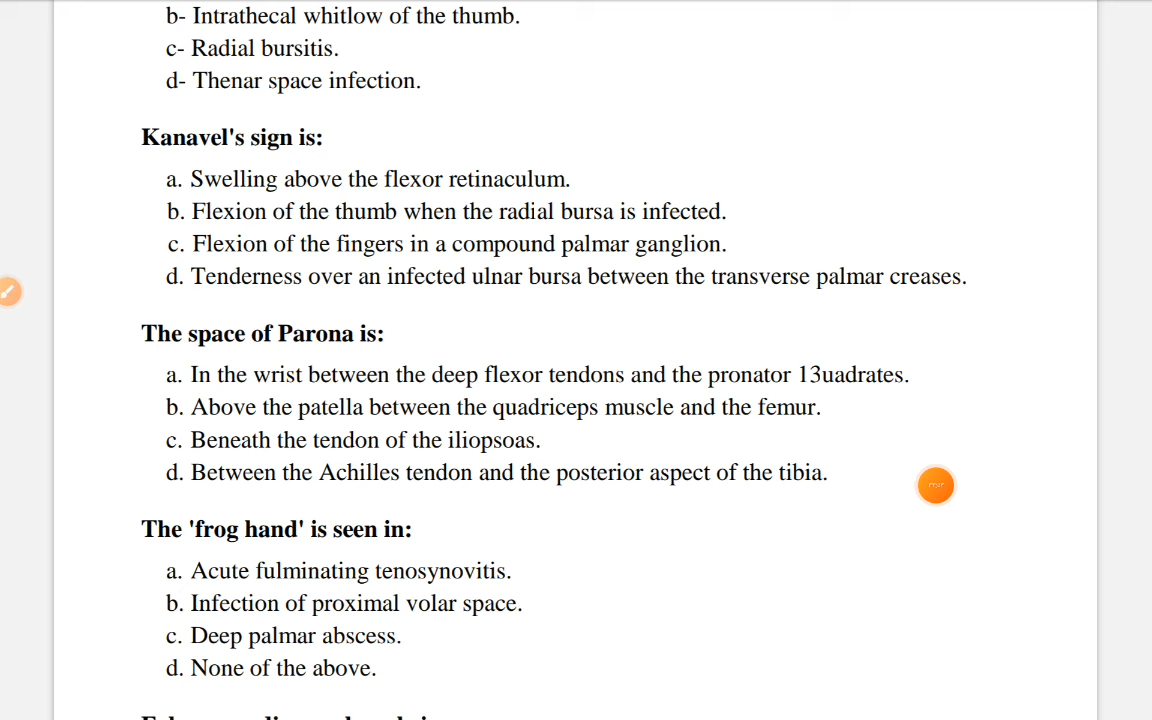 b- Intrathecal whitlow of the thumb.
c- Radial bursitis.
d- Thenar space infection.
Kanavel's sign is:
a. Swelling above the flexor retinaculum.
b. Flexion of the thumb when the radial bursa is infected.
c. Flexion of the fingers in a compound palmar ganglion.
d. Tenderness over an infected ulnar bursa between the transverse palmar creases.
The space of Parona is:
a. In the wrist between the deep flexor tendons and the pronator 13uadrates.
b. Above the patella between the quadriceps muscle and the femur.
c. Beneath the tendon of the iliopsoas.
d. Between the Achilles tendon and the posterior aspect of the tibia.
The 'frog hand' is seen in:
a. Acute fulminating tenosynovitis.
b. Infection of proximal volar space.
c. Deep palmar abscess.
d. None of the above.